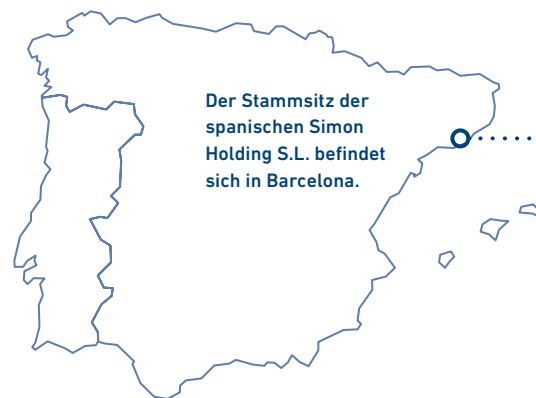 Der Stammsitz der
spanischen Simon
Holding S.L. befindet
sich in Barcelona.